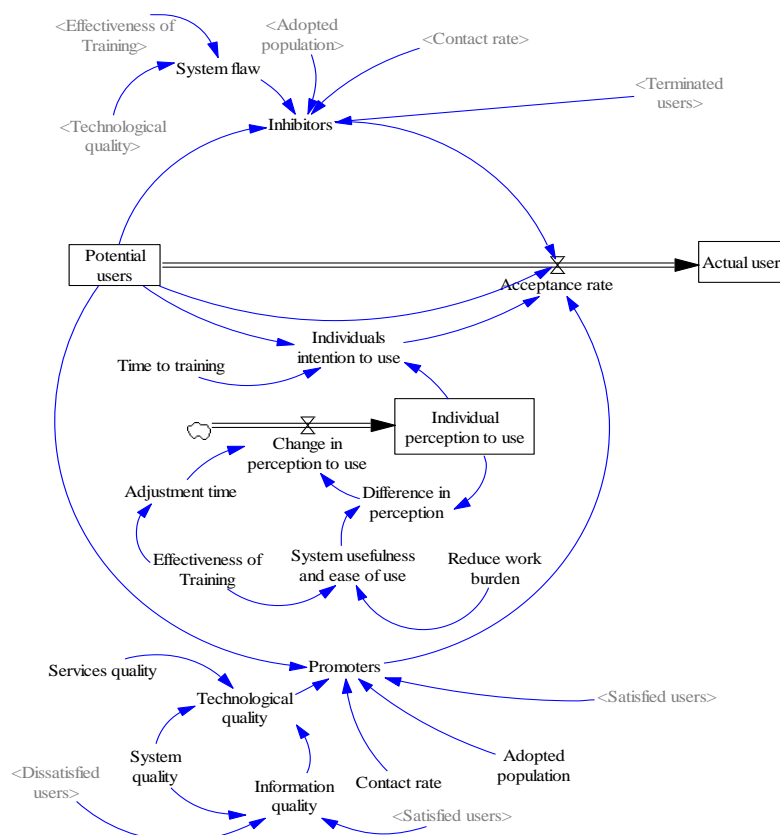 <Effectiveness of
Training>
<Adopted
population>
<Contact rate>
System flaw
<Terminated
users>
<Technological
quality>
Inhibitors
Potential
users
Actual user
Acceptance rate
Individuals
intention to use
Time to training
Individual
perception to use
Change in
perception to use
Adjustment time
Difference in
perception
Effectiveness of
Training
System usefulness
and ease of use
Reduce work
burden
Services quality
Promoters
Technological
quality
<Satisfied users>
System
quality
Adopted
population
<Dissatisfied
users>
Information
quality
Contact rate
<Satisfied users>